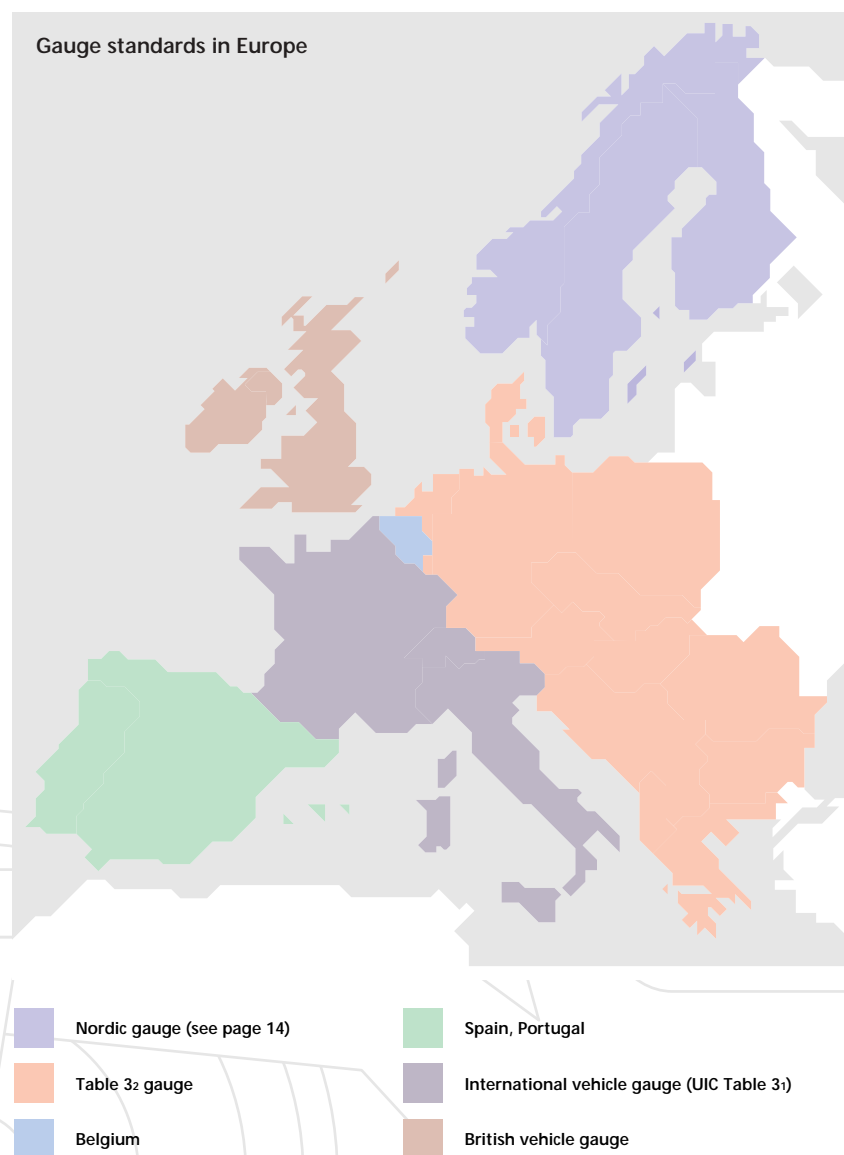 Gauge standards in Europe
Nordic gauge (see page 14)
Table 3₂ gauge
Belgium
Spain, Portugal
International vehicle gauge (UIC Table 3₁)
British vehicle gauge